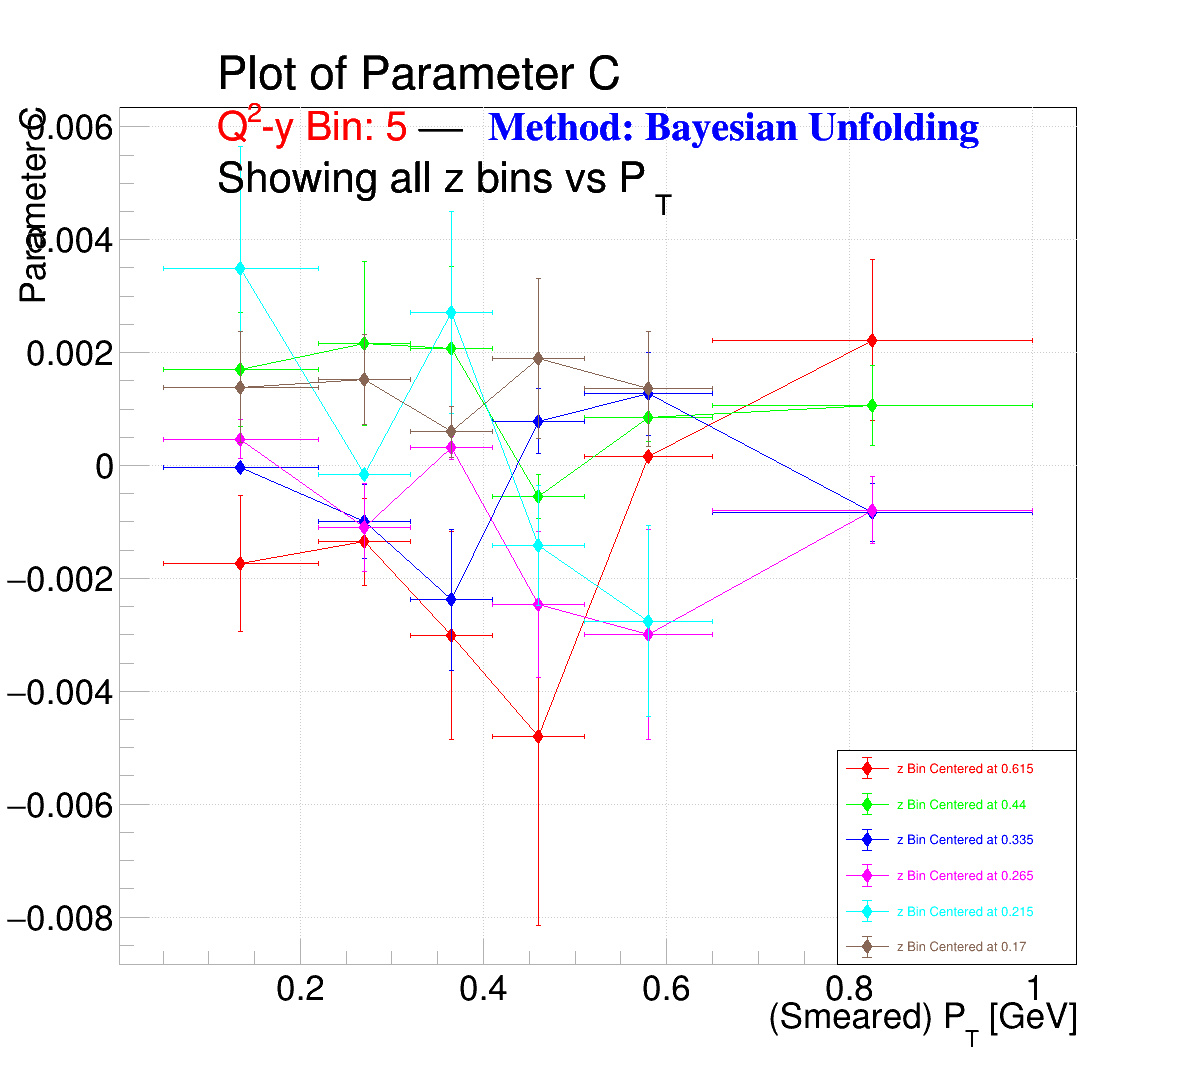 Plot of Parameter C
Q2-y Bin: 5 — Method: Bayesian Unfolding
Showing all z bins vs PT
Parameter C
0.006
0.004
0.002
0
−0.002
−0.004
−0.006
−0.008
z Bin Centered at 0.615
z Bin Centered at 0.44
z Bin Centered at 0.335
z Bin Centered at 0.265
z Bin Centered at 0.215
z Bin Centered at 0.17
0.2 0.4 0.6 0.8 1
(Smeared) PT [GeV]